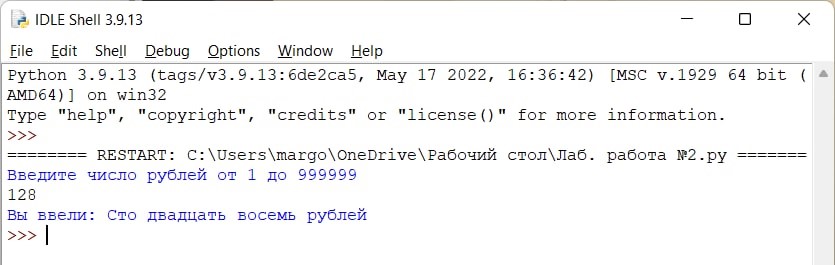 IDLE Shell 3.9.13
File Edit Shell Debug Options Window Help
Python 3.9.13 (tags/v3.9.13:6de2ca5, May 17 2022, 16:36:42) [MSC v.1929 64 bit (
AMD64)] on win32
Type "help", "copyright", "credits" or "license()" for more information.
>>>
======== RESTART: C:\Users\margo\OneDrive\Рабочий стол\Лаб. работа №2.py =======
Введите число рублей от 1 до 999999
128
Вы ввели: Сто двадцать восемь рублей
>>>